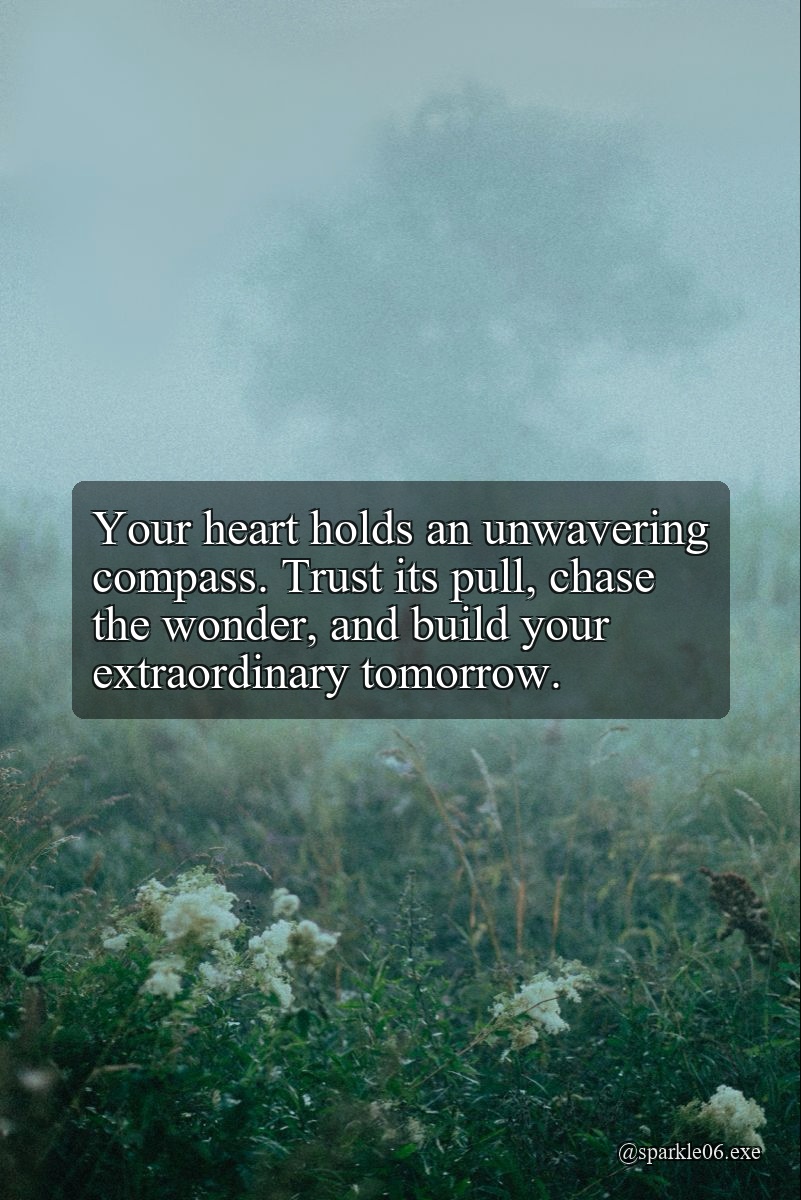 Your heart holds an unwavering
compass. Trust its pull, chase
the wonder, and build your
extraordinary tomorrow.
@sparkle06.exe